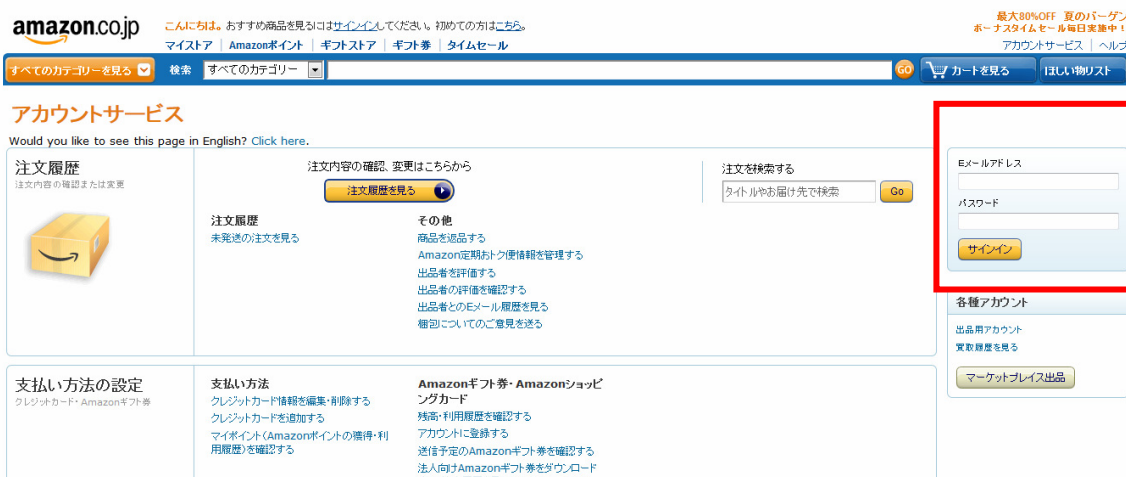 amazon.co.jp
こんにちは。おすすめ商品を見るにはサインインしてください。初めての方はこちら。
最大80%OFF 夏のバーゲン
ボーナスタイムセール毎日実施中！
マイストア | Amazonポイント | ギフトストア | ギフト券 | タイムセール
アカウントサービス | ヘルプ
すべてのカテゴリーを見る
検索
すべてのカテゴリー
GO
カートを見る
ほしい物リスト
アカウントサービス
Would you like to see this page in English? Click here.
注文履歴
注文内容の確認または変更
注文内容の確認、変更はこちらから
注文履歴を見る
注文を検索する
タイトルやお届け先で検索
Go
注文履歴
未発送の注文を見る
その他
商品を返品する
Amazon定期おトク便情報を管理する
出品者を評価する
出品者の評価を確認する
出品者とのEメール履歴を見る
梱包についてのご意見を送る
Eメールアドレス
パスワード
サインイン
各種アカウント
出品用アカウント
買取履歴を見る
マーケットプレイス出品
支払い方法の設定
クレジットカード・Amazonギフト券
支払い方法
クレジットカード情報を編集・削除する
クレジットカードを追加する
マイポイント(Amazonポイントの獲得・利
用履歴)を確認する
Amazonギフト券・Amazonショッピ
ングカード
残高・利用履歴を確認する
アカウントに登録する
送信予定のAmazonギフト券を確認する
法人向けAmazonギフト券をダウンロード